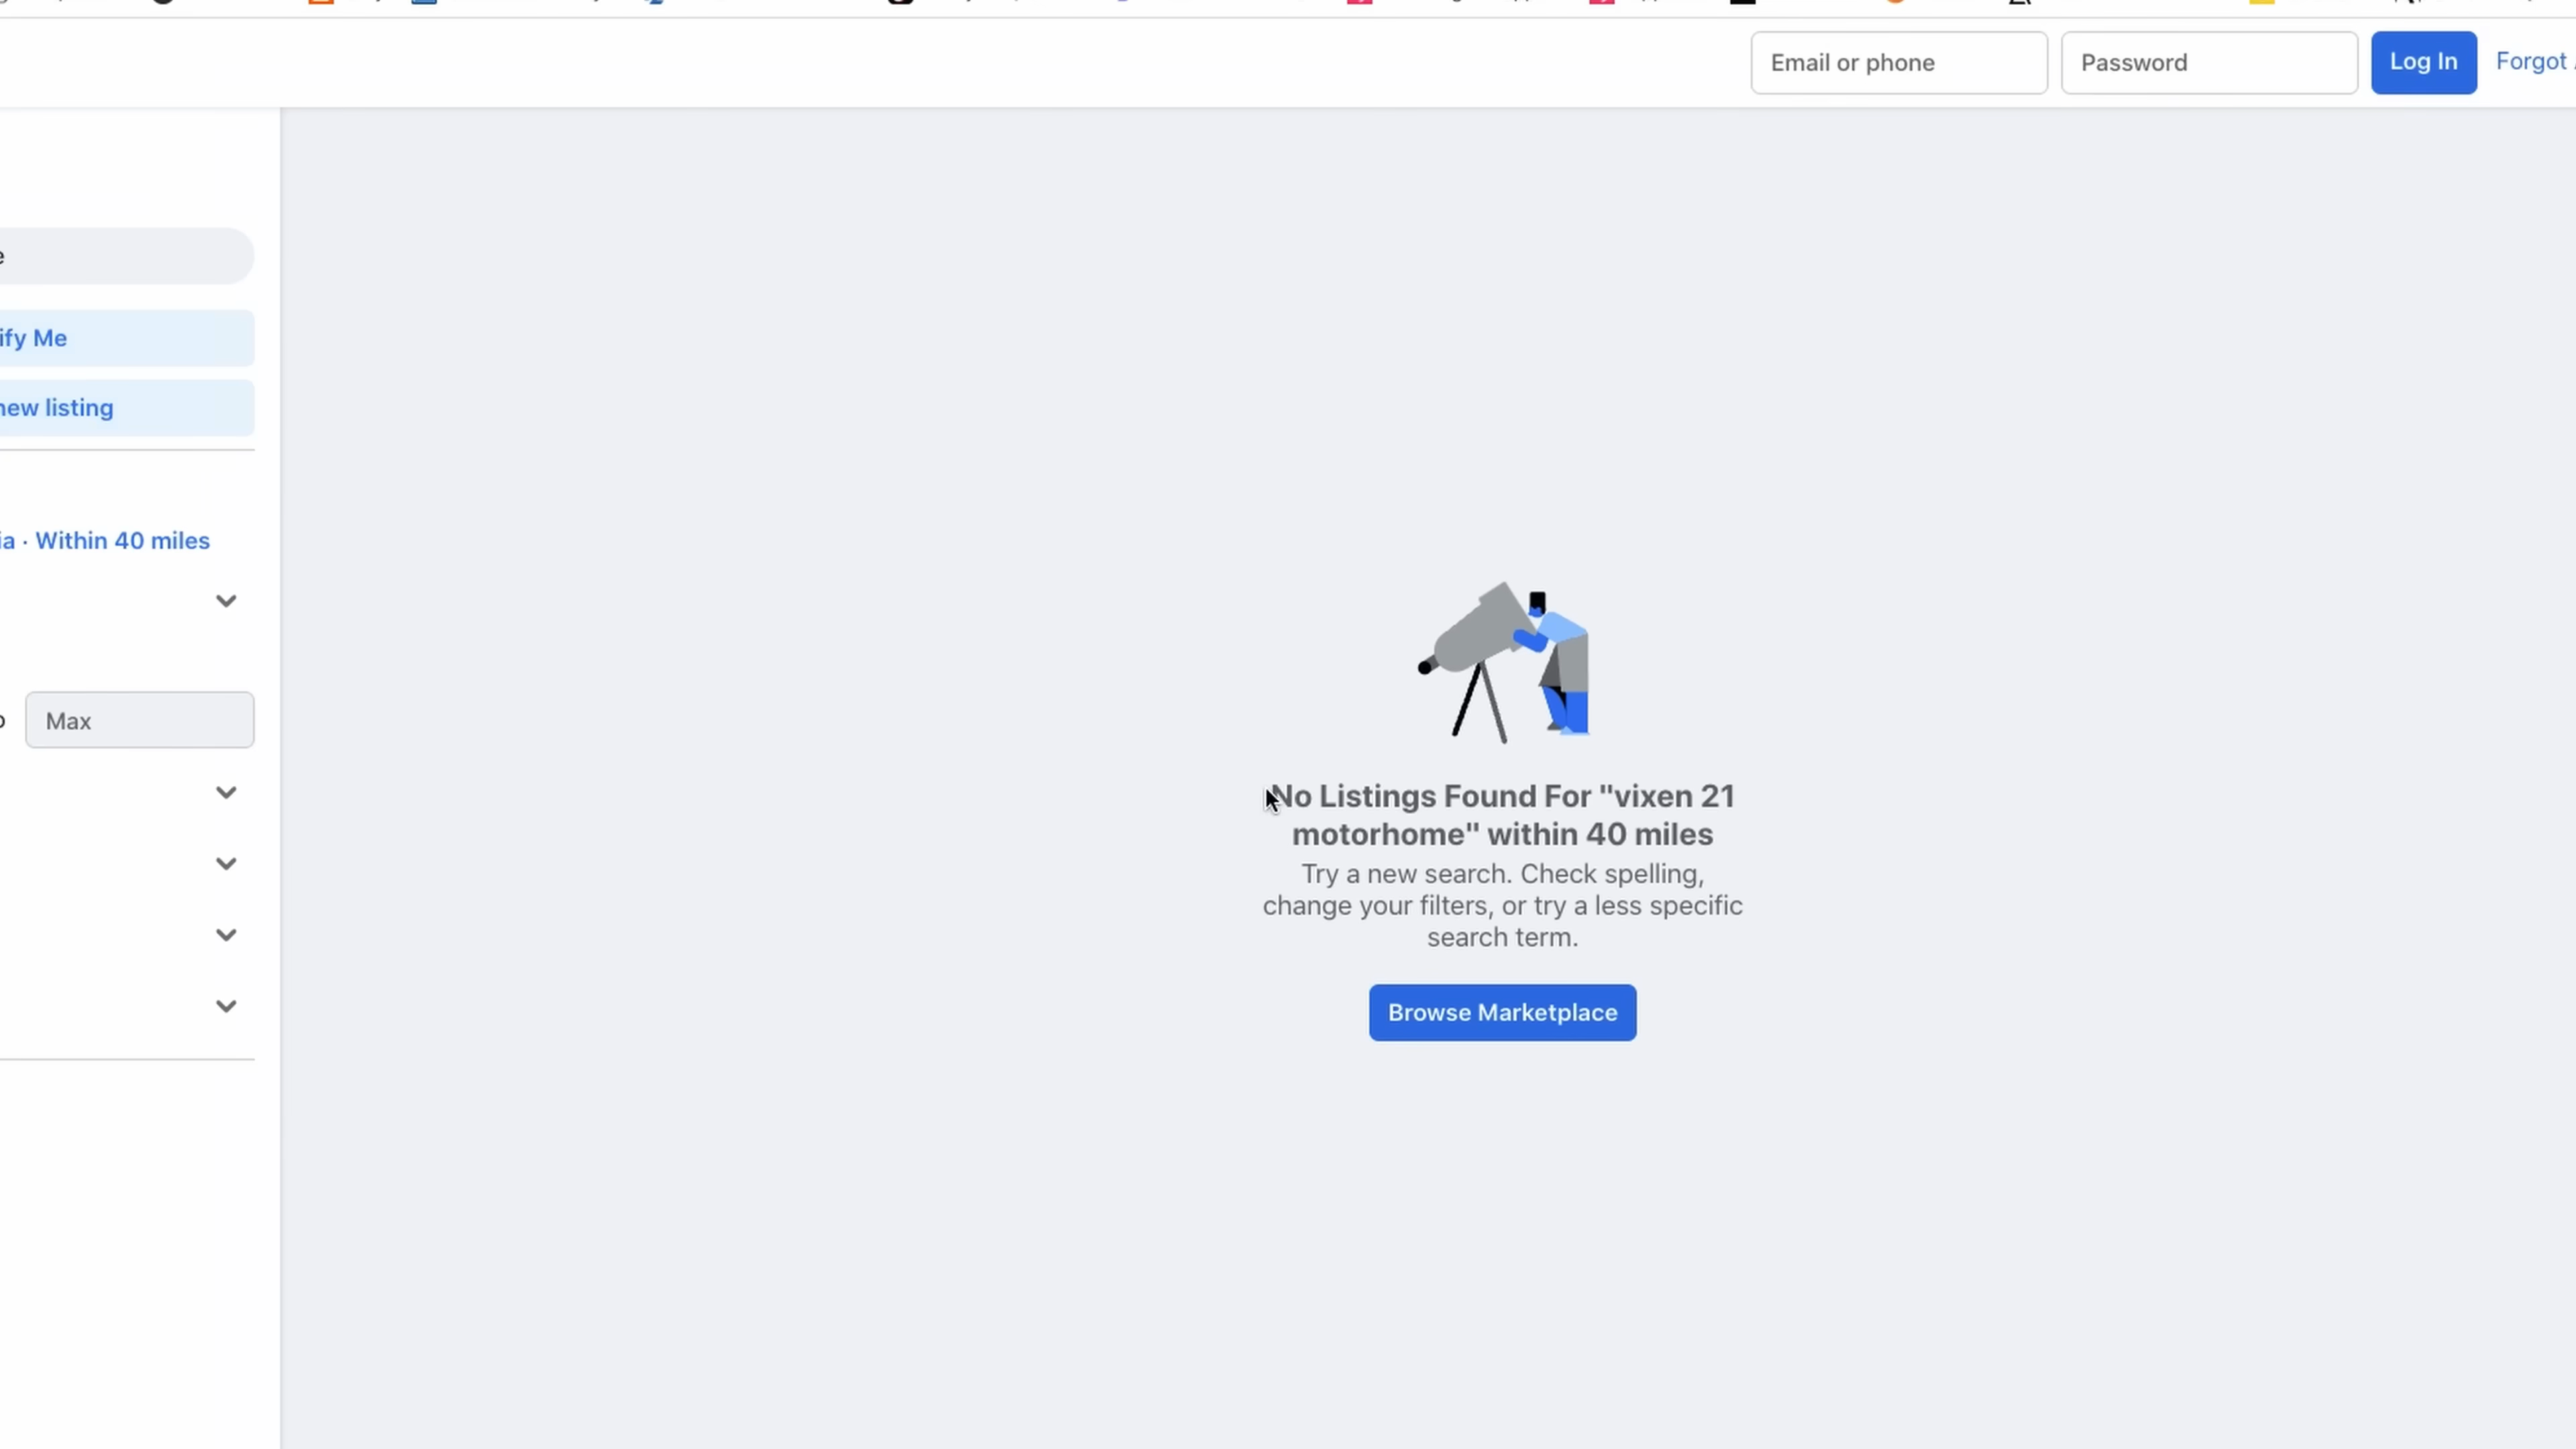 Email or phone
Password
Log In
Forgot
ify Me
new listing
ia · Within 40 miles
Max
No Listings Found For "vixen 21
motorhome" within 40 miles
Try a new search. Check spelling,
change your filters, or try a less specific
search term.
Browse Marketplace